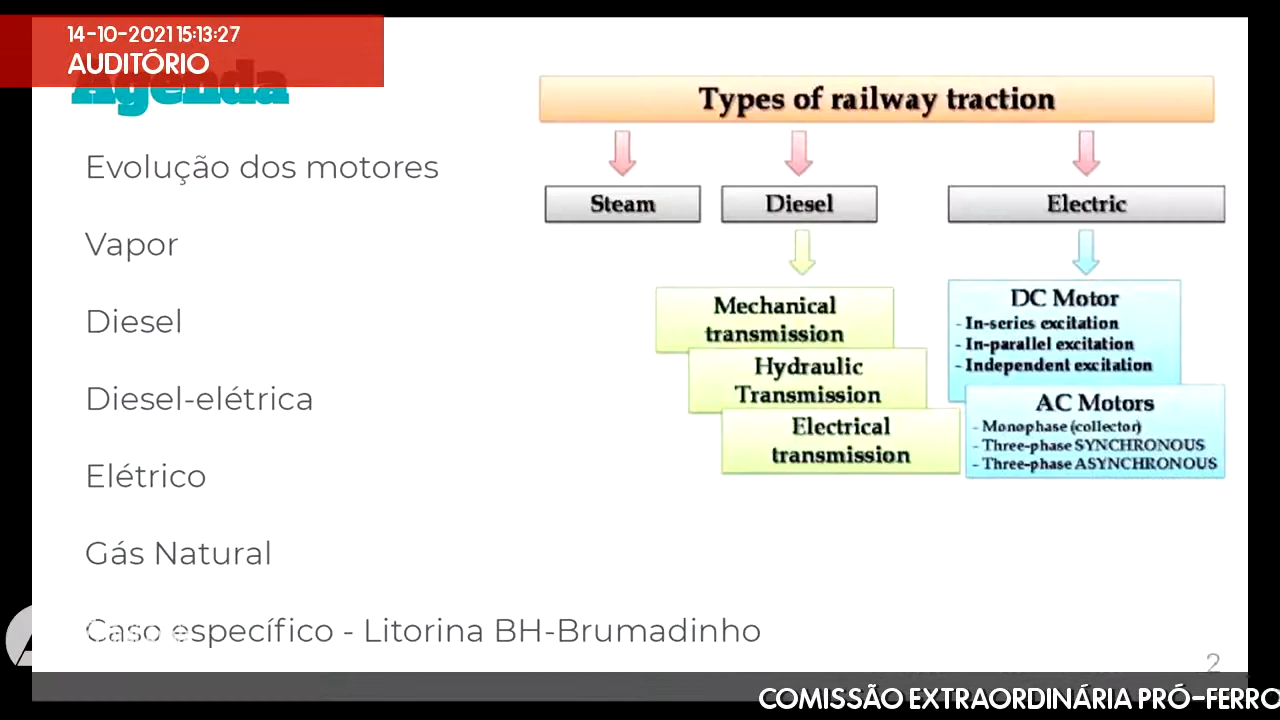 14-10-2021 15:13:27
AUDITÓRIO
Agenda
Evolução dos motores
Vapor
Diesel
Diesel-elétrica
Elétrico
Gás Natural
Caso específico - Litorina BH-Brumadinho
Types of railway traction
Steam
Diesel
Electric
Mechanical
transmission
Hydraulic
Transmission
Electrical
transmission
DC Motor
- In-series excitation
- In-parallel excitation
- Independent excitation
AC Motors
- Monophase (collector)
- Three-phase SYNCHRONOUS
- Three-phase ASYNCHRONOUS
2
COMISSÃO EXTRAORDINÁRIA PRÓ-FERRO